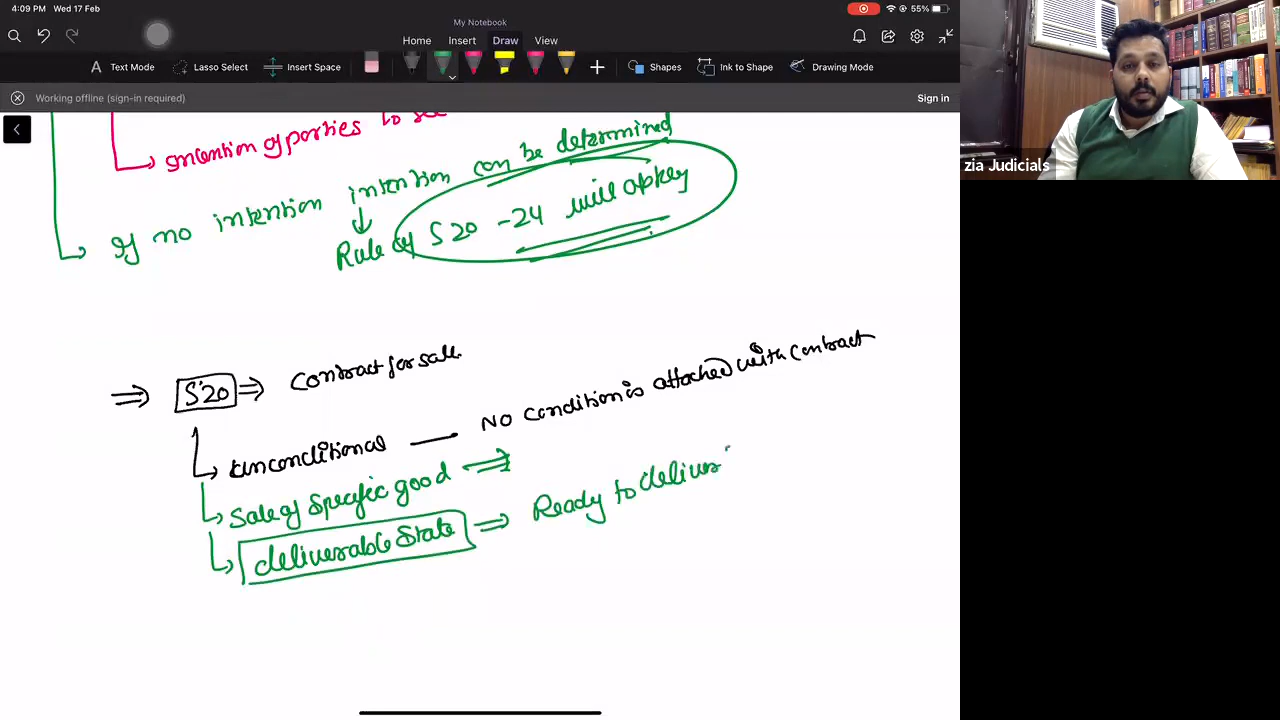 4:09 PM Wed 17 Feb
55%
My Notebook
Home Insert Draw View
Text Mode Lasso Select Insert Space Shapes Ink to Shape Drawing Mode
Working offline (sign-in required) Sign in
intention of parties to
If no intention intention can be determined
Rule of S20 -24 will apply
zia Judicials
⇒ S'20 ⇒ Contract for sale
Unconditional — No condition is attached with contract
Sale of Specific good ⇒
deliverable State ⇒ Ready to deliver